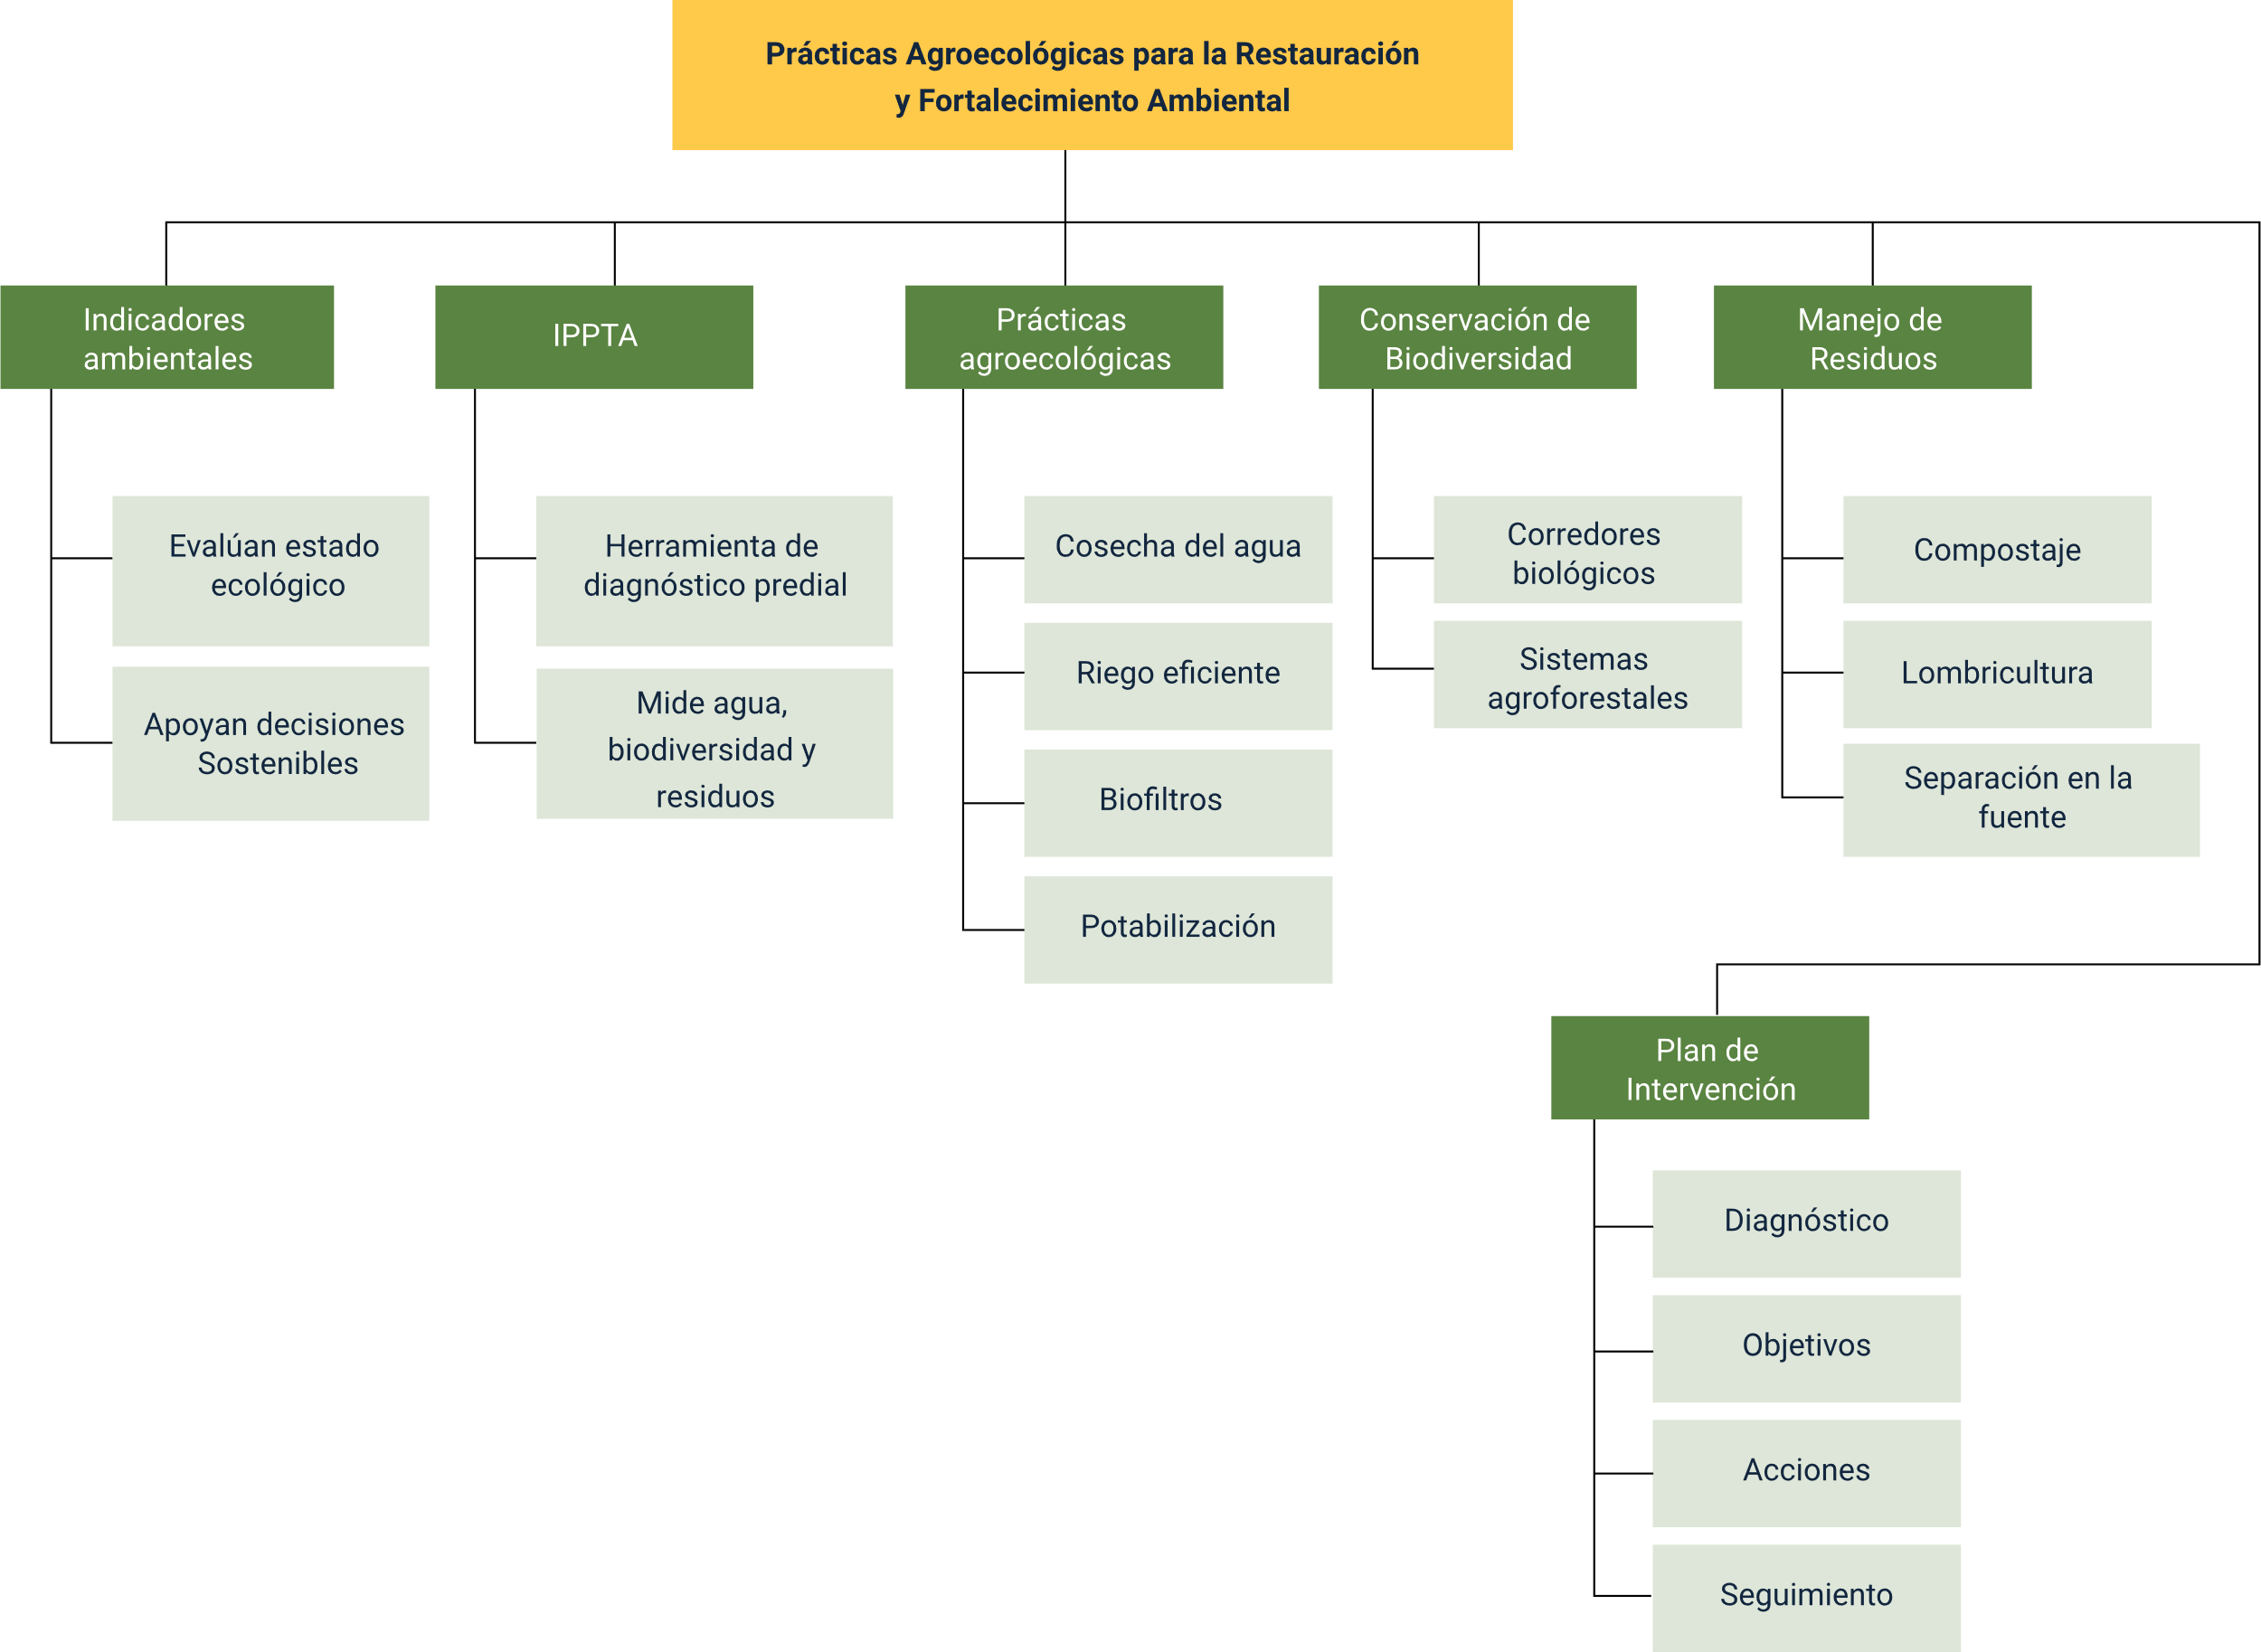 Prácticas Agroecológicas para la Restauración
y Fortalecimiento Ambiental
Indicadores
ambientales
IPPTA
Prácticas
agroecológicas
Conservación de
Biodiversidad
Manejo de
Residuos
Evalúan estado
ecológico
Apoyan decisiones
Sostenibles
Herramienta de
diagnóstico predial
Mide agua,
biodiversidad y
residuos
Cosecha del agua
Riego eficiente
Biofiltros
Potabilización
Corredores
biológicos
Sistemas
agroforestales
Compostaje
Lombricultura
Separación en la
fuente
Plan de
Intervención
Diagnóstico
Objetivos
Acciones
Seguimiento